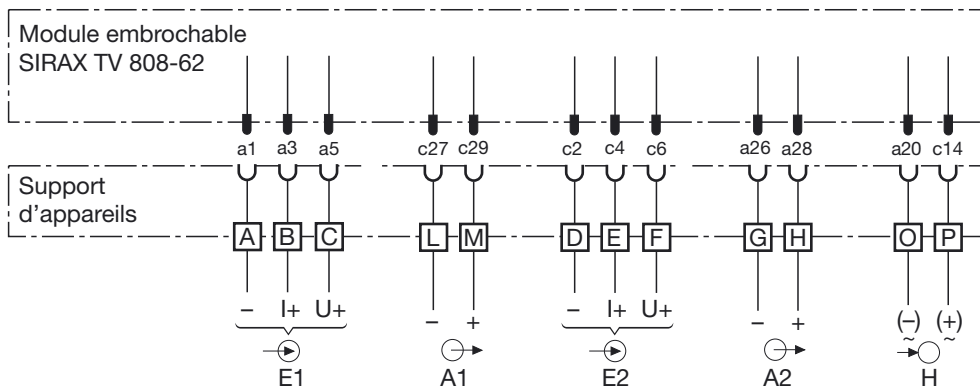 Module embrochable
SIRAX TV 808-62
a1 a3 a5 c27 c29 c2 c4 c6 a26 a28 a20 c14
Support
d'appareils
A B C L M D E F G H O P
– I+ U+ – + – I+ U+ – + (–) (+)
~ ~
E1 A1 E2 A2 H